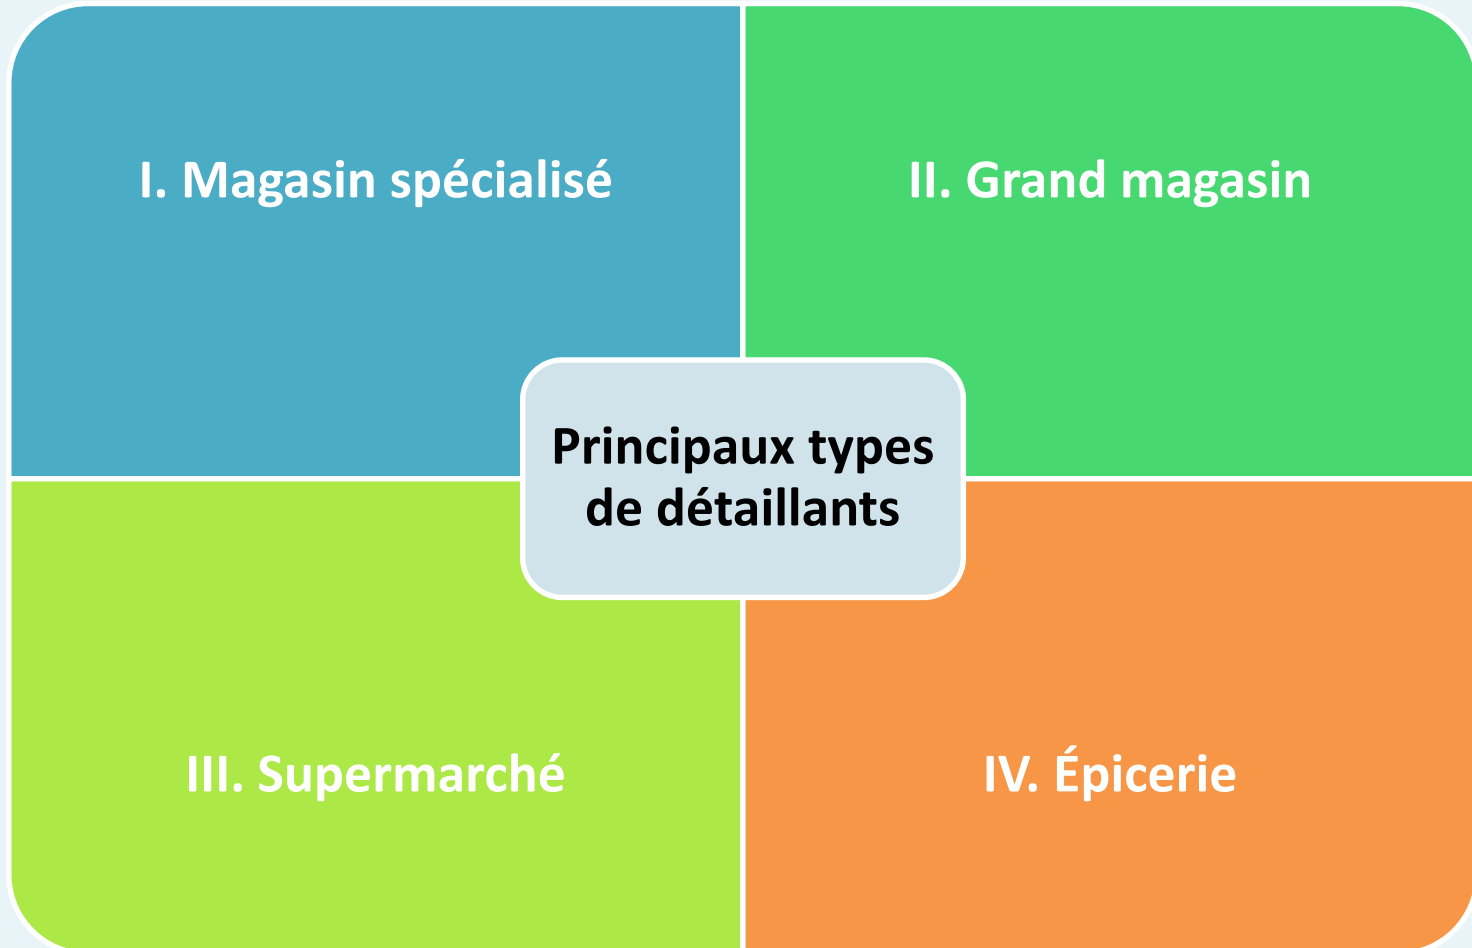 I. Magasin spécialisé
II. Grand magasin
Principaux types
de détaillants
III. Supermarché
IV. Épicerie